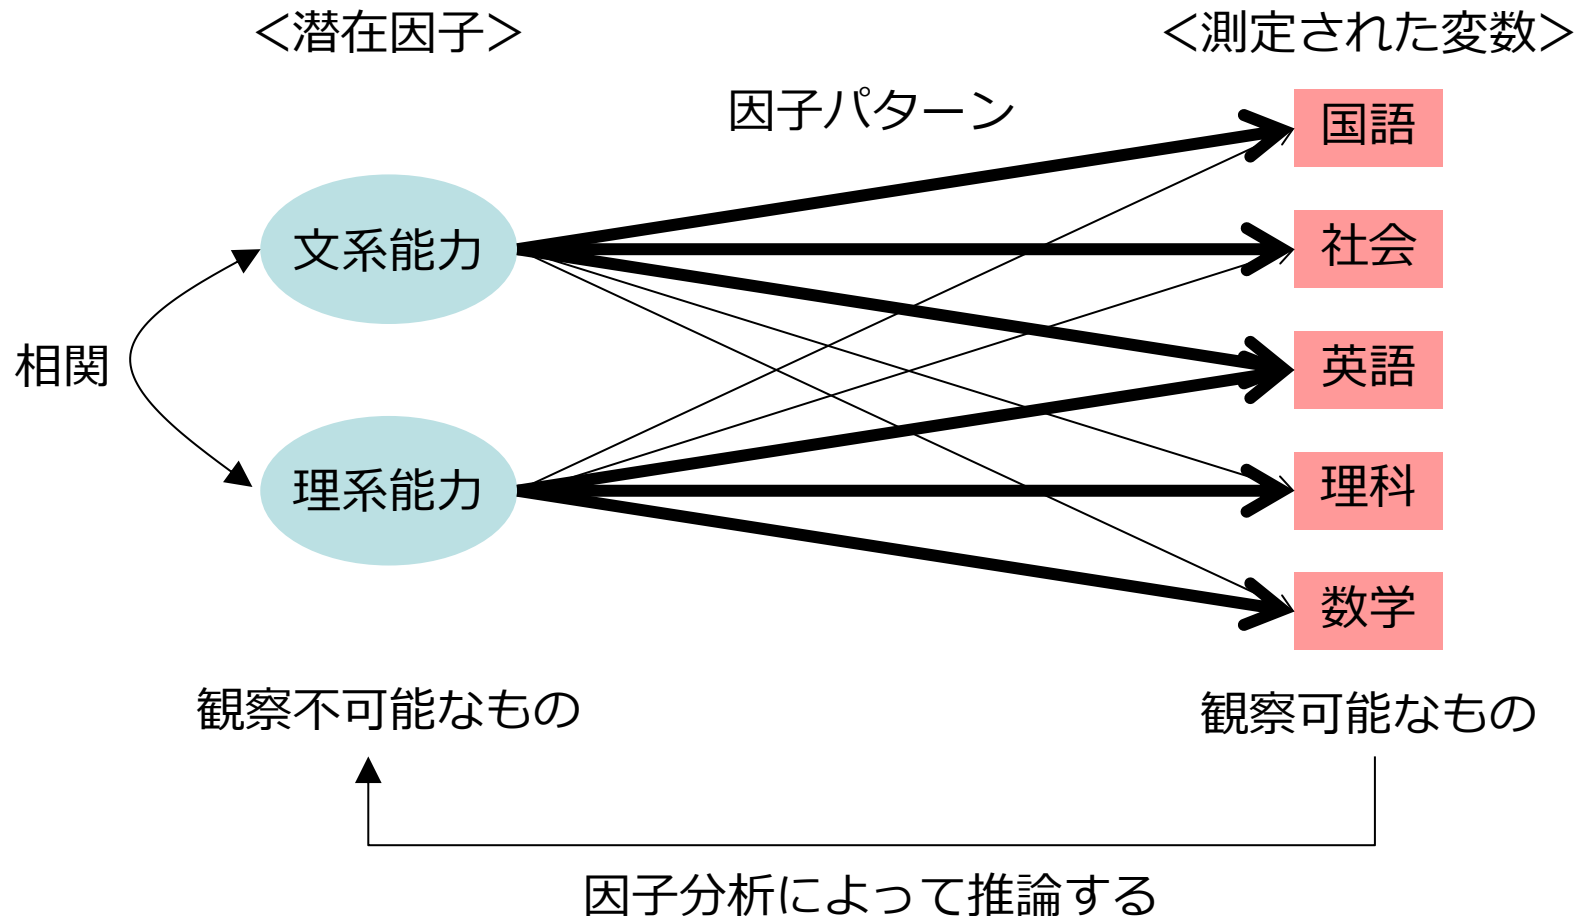 <潜在因子>
<測定された変数>
因子パターン
国語
文系能力
社会
相関
英語
理系能力
理科
数学
観察不可能なもの
観察可能なもの
因子分析によって推論する